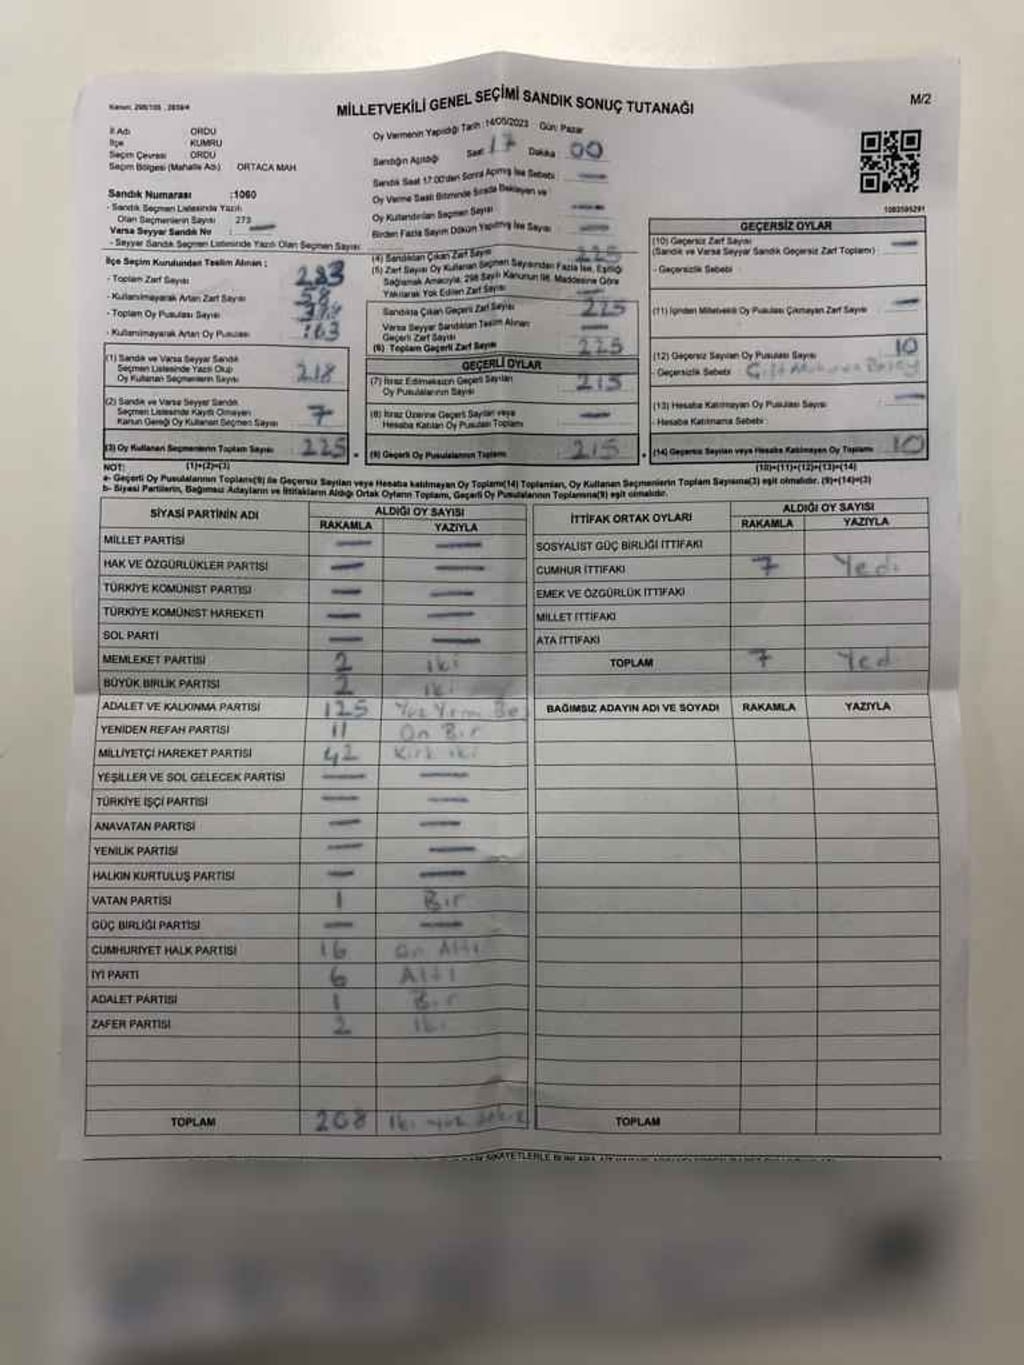 Kanun: 298/105 , 2839/4
MİLLETVEKİLİ GENEL SEÇİMİ SANDIK SONUÇ TUTANAĞI
M/2
İl Adı : ORDU
İlçe : KUMRU
Seçim Çevresi : ORDU
Seçim Bölgesi (Mahalle Adı) : ORTACA MAH
Sandık Numarası :1060
- Sandık Seçmen Listesinde Yazılı
Olan Seçmenlerin Sayısı : 273
Varsa Seyyar Sandık No : —
- Seyyar Sandık Seçmen Listesinde Yazılı Olan Seçmen Sayısı:
Oy Vermenin Yapıldığı Tarih :14/05/2023 Gün: Pazar
Sandığın Açıldığı Saat : 17 Dakika 00
Sandık Saat 17:00'den Sonra Açılmış İse Sebebi : —
Oy Verme Saati Bitiminde Sırada Bekleyen ve
Oy Kullandırılan Seçmen Sayısı : —
Birden Fazla Sayım Döküm Yapılmış İse Sayısı : —
1083595291
İlçe Seçim Kurulundan Teslim Alınan ;
- Toplam Zarf Sayısı : 283
- Kullanılmayarak Artan Zarf Sayısı : 58
- Toplam Oy Pusulası Sayısı :
- Kullanılmayarak Artan Oy Pusulası : 163
(1) Sandık ve Varsa Seyyar Sandık
Seçmen Listesinde Yazılı Olup
Oy Kullanan Seçmenlerin Sayısı : 218
(2) Sandık ve Varsa Seyyar Sandık
Seçmen Listesinde Kayıtlı Olmayan
Kanun Gereği Oy Kullanan Seçmen Sayısı : 7
(3) Oy Kullanan Seçmenlerin Toplam Sayısı : 225
(1)+(2)=(3)
(4) Sandıktan Çıkan Zarf Sayısı : 225
(5) Zarf Sayısı Oy Kullanan Seçmen Sayısından Fazla İse, Eşitliği
Sağlamak Amacıyla, 298 Sayılı Kanunun 98. Maddesine Göre
Yakılarak Yok Edilen Zarf Sayısı : —
Sandıkta Çıkan Geçerli Zarf Sayısı : 225
Varsa Seyyar Sandıktan Teslim Alınan
Geçerli Zarf Sayısı : —
(6) Toplam Geçerli Zarf Sayısı : 225
GEÇERLİ OYLAR
(7) İtiraz Edilmeksizin Geçerli Sayılan
Oy Pusulalarının Sayısı : 215
(8) İtiraz Üzerine Geçerli Sayılan veya
Hesaba Katılan Oy Pusulası Toplamı : —
(9) Geçerli Oy Pusulalarının Toplamı : 215
GEÇERSİZ OYLAR
(10) Geçersiz Zarf Sayısı : —
(Sandık ve Varsa Seyyar Sandık Geçersiz Zarf Toplamı)
- Geçersizlik Sebebi :
(11) İçinden Milletvekili Oy Pusulası Çıkmayan Zarf Sayısı : —
(12) Geçersiz Sayılan Oy Pusulası Sayısı : 10
- Geçersizlik Sebebi : Çift
(13) Hesaba Katılmayan Oy Pusulası Sayısı : —
- Hesaba Katılmama Sebebi :
(14) Geçersiz Sayılan veya Hesaba Katılmayan Oy Toplamı : 10
(10)+(11)+(12)+(13)=(14)
NOT:
a- Geçerli Oy Pusulalarının Toplamı(9) ile Geçersiz Sayılan veya Hesaba katılmayan Oy Toplamı(14) Toplamları, Oy Kullanan Seçmenlerin Toplam Sayısına(3) eşit olmalıdır. (9)+(14)=(3)
b- Siyasi Partilerin, Bağımsız Adayların ve İttifakların Aldığı Ortak Oyların Toplamı, Geçerli Oy Pusulalarının Toplamına(9) eşit olmalıdır.
SİYASİ PARTİNİN ADI ALDIĞI OY SAYISI
RAKAMLA YAZIYLA
MİLLET PARTİSİ — —
HAK VE ÖZGÜRLÜKLER PARTİSİ — —
TÜRKİYE KOMÜNİST PARTİSİ — —
TÜRKİYE KOMÜNİST HAREKETİ — —
SOL PARTİ — —
MEMLEKET PARTİSİ 2 iki
BÜYÜK BİRLİK PARTİSİ 2 iki
ADALET VE KALKINMA PARTİSİ 125 Yüz Yirmi Beş
YENİDEN REFAH PARTİSİ 11 On Bir
MİLLİYETÇİ HAREKET PARTİSİ 42 Kırk iki
YEŞİLLER VE SOL GELECEK PARTİSİ — —
TÜRKİYE İŞÇİ PARTİSİ — —
ANAVATAN PARTİSİ — —
YENİLİK PARTİSİ — —
HALKIN KURTULUŞ PARTİSİ — —
VATAN PARTİSİ 1 Bir
GÜÇ BİRLİĞİ PARTİSİ — —
CUMHURİYET HALK PARTİSİ 16 On Altı
İYİ PARTİ 6 Altı
ADALET PARTİSİ 1 Bir
ZAFER PARTİSİ 2 iki
TOPLAM 208 iki yüz sekiz
İTTİFAK ORTAK OYLARI ALDIĞI OY SAYISI
RAKAMLA YAZIYLA
SOSYALİST GÜÇ BİRLİĞİ İTTİFAKI
CUMHUR İTTİFAKI 7 Yedi
EMEK VE ÖZGÜRLÜK İTTİFAKI
MİLLET İTTİFAKI
ATA İTTİFAKI
TOPLAM 7 Yedi
BAĞIMSIZ ADAYIN ADI VE SOYADI RAKAMLA YAZIYLA
TOPLAM